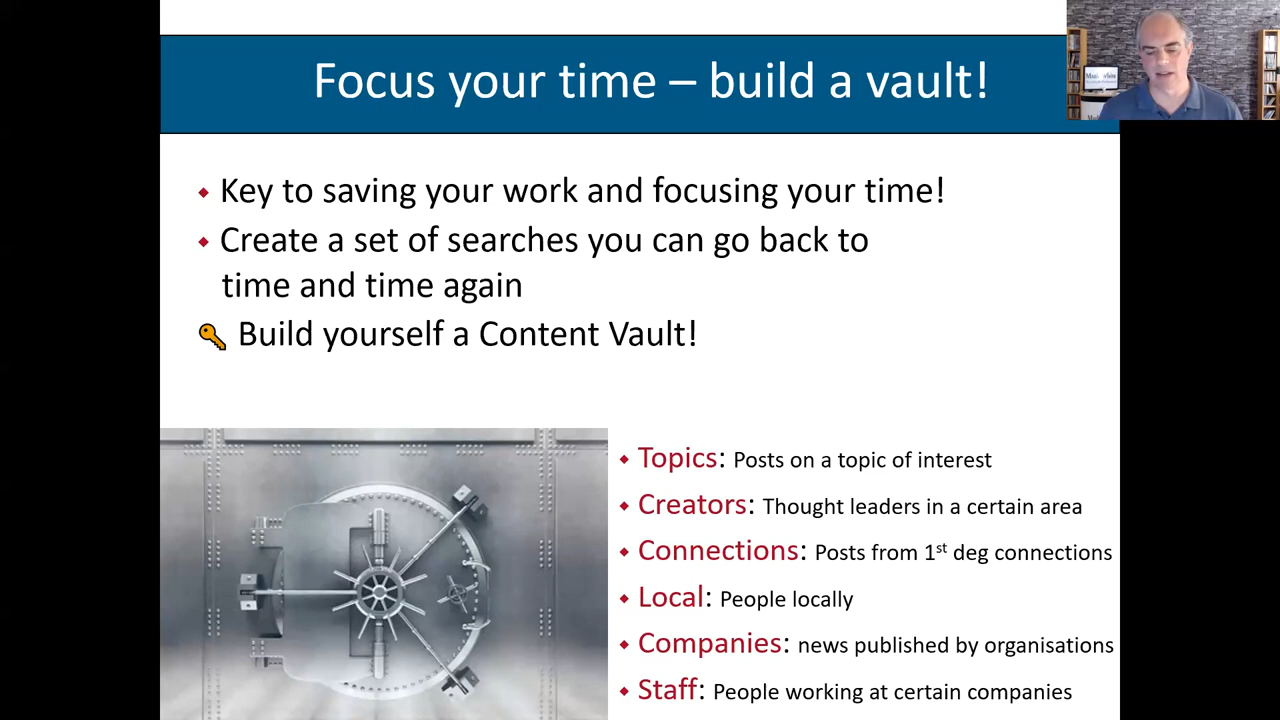 Focus your time – build a vault!
Key to saving your work and focusing your time!
Create a set of searches you can go back to
time and time again
Build yourself a Content Vault!
Topics: Posts on a topic of interest
Creators: Thought leaders in a certain area
Connections: Posts from 1st deg connections
Local: People locally
Companies: news published by organisations
Staff: People working at certain companies